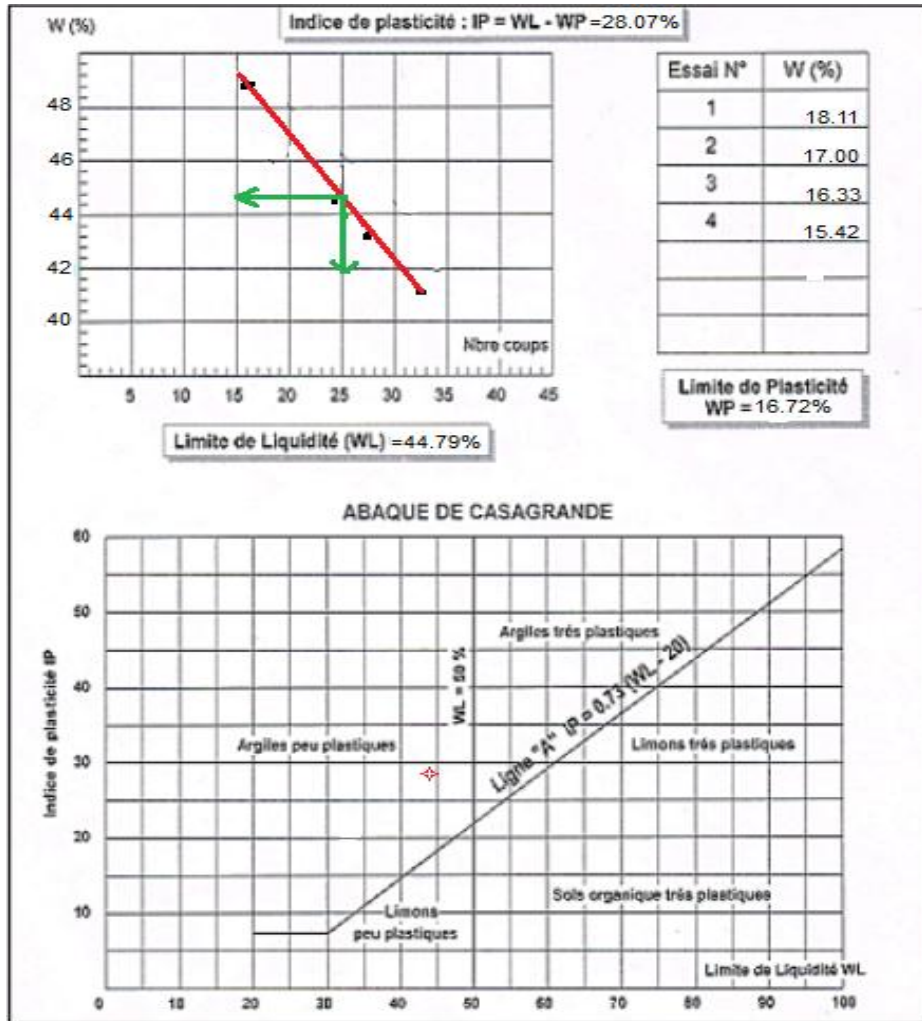 Indice de plasticité : IP = WL - WP =28.07%
W (%)
48
46
44
42
40
Nbre coups
5 10 15 20 25 30 35 40 45
Limite de Liquidité (WL) =44.79%
Essai N° W (%)
1 18.11
2 17.00
3 16.33
4 15.42
Limite de Plasticité
WP =16.72%
ABAQUE DE CASAGRANDE
Indice de plasticité IP
60
50
40
30
20
10
Argiles trés plastiques
WL = 50 %
Ligne "A" IP = 0.73 (WL - 20)
Argiles peu plastiques
Limons trés plastiques
Sols organique trés plastiques
Limons
peu plastiques
Limite de Liquidité WL
0 10 20 30 40 50 60 70 80 90 100